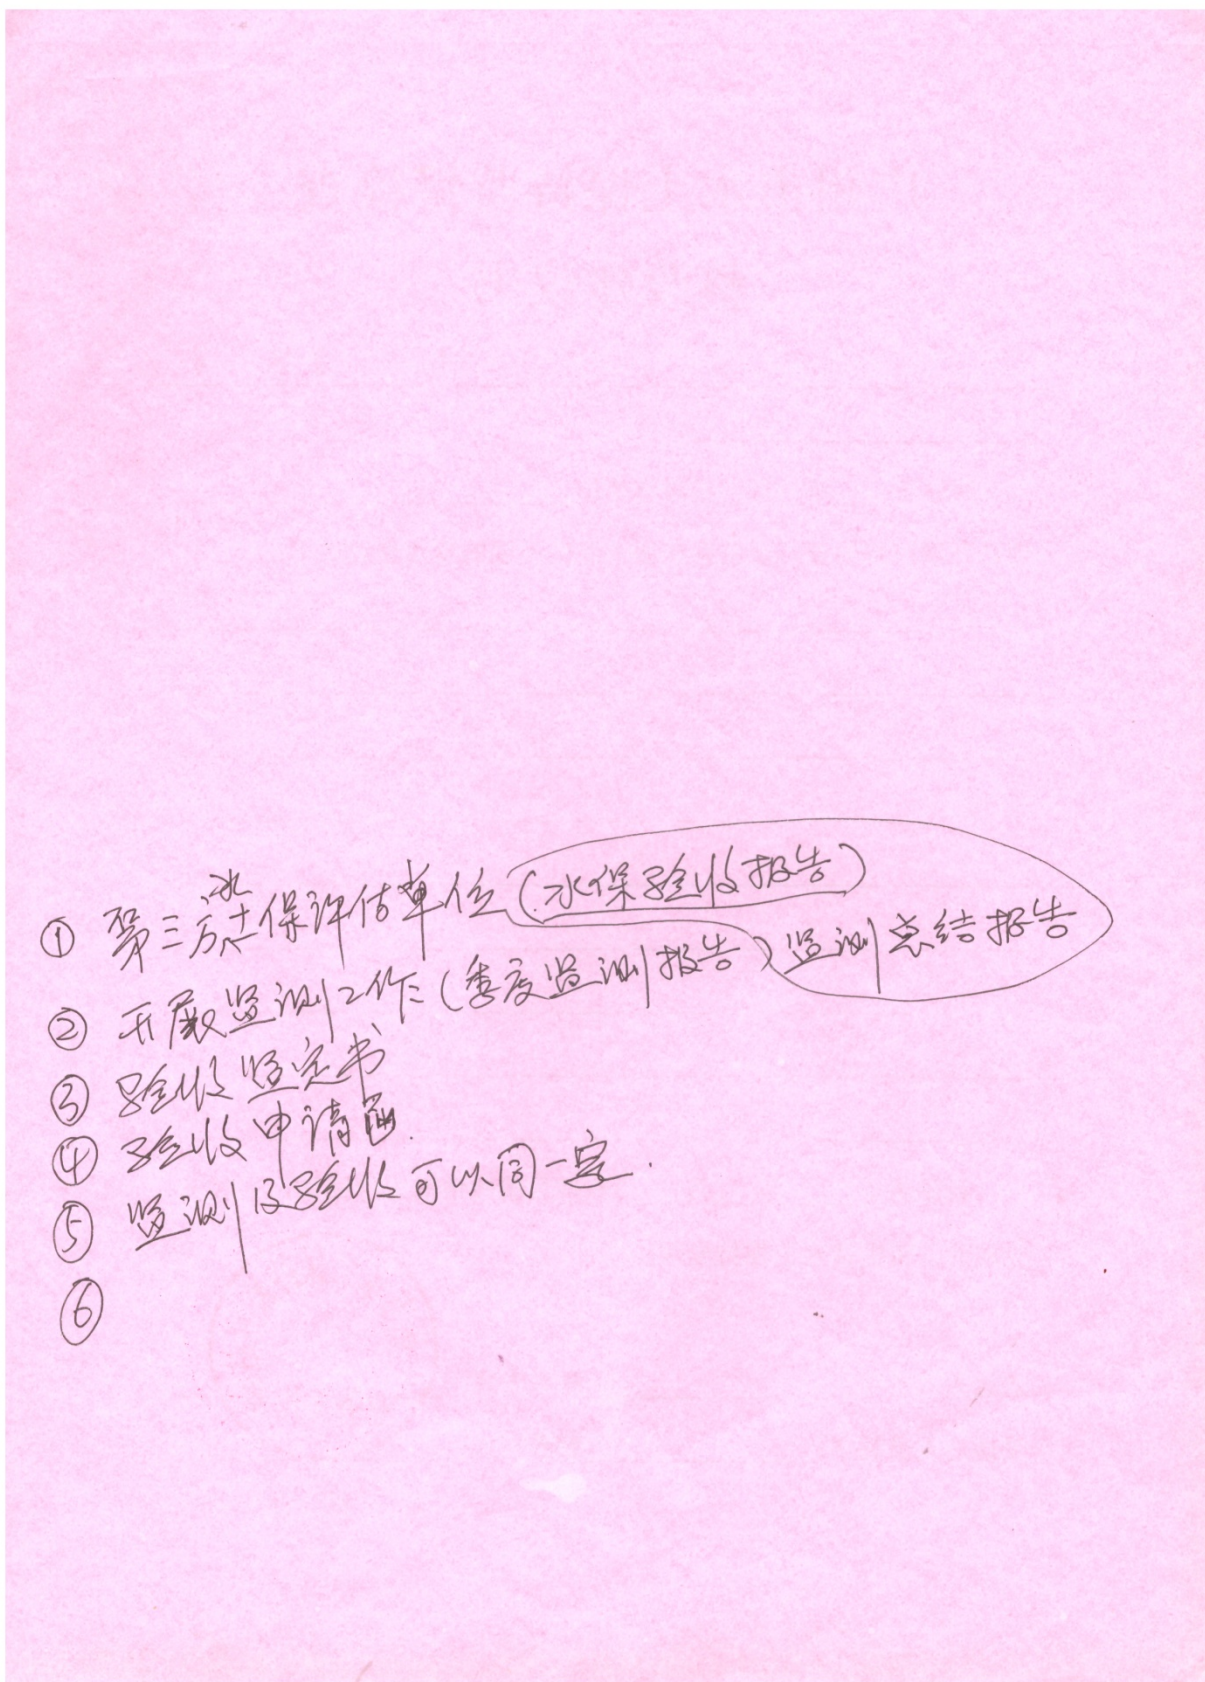 ① 第三方水保评估单位(水保验收报告)
② 开展监测工作(季度监测报告)监测总结报告
③ 验收鉴定书
④ 验收申请函.
⑤ 监测及验收可以同一家.
⑥